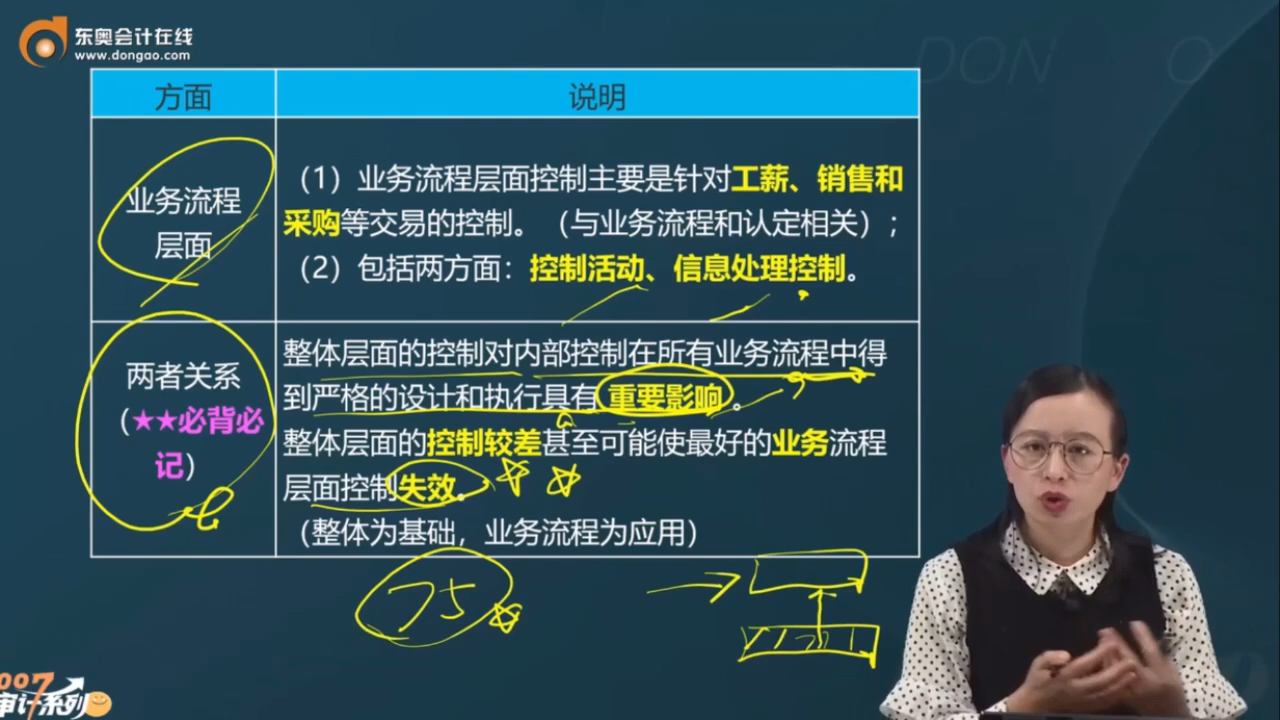 东奥会计在线
www.dongao.com
DON
方面
说明
业务流程
层面
（1）业务流程层面控制主要是针对工薪、销售和
采购等交易的控制。（与业务流程和认定相关）；
（2）包括两方面：控制活动、信息处理控制。
两者关系
（★★必背必
记）
整体层面的控制对内部控制在所有业务流程中得
到严格的设计和执行具有重要影响。
整体层面的控制较差甚至可能使最好的业务流程
层面控制失效。
（整体为基础，业务流程为应用）
75
007
审计系列